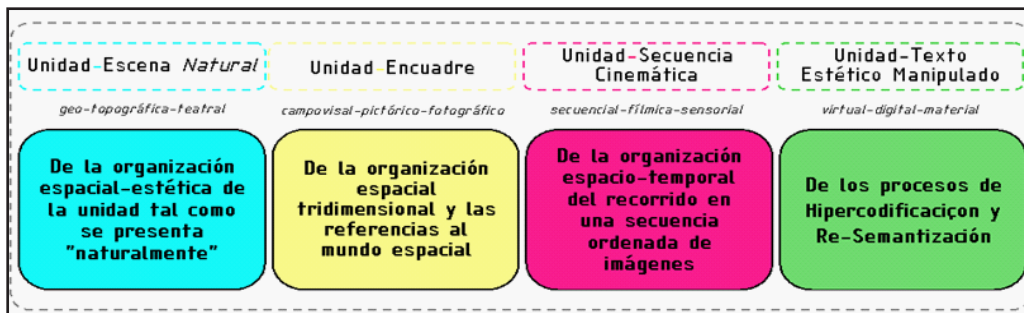 Unidad-Escena Natural
geo-topográfica-teatral
De la organización
espacial-estética de
la unidad tal como
se presenta
"naturalmente"
Unidad-Encuadre
campovisal-pictórico-fotográfico
De la organización
espacial
tridimensional y las
referencias al
mundo espacial
Unidad-Secuencia
Cinemática
secuencial-fílmica-sensorial
De la organización
espacio-temporal
del recorrido en
una secuencia
ordenada de
imágenes
Unidad-Texto
Estético Manipulado
virtual-digital-material
De los procesos de
Hipercodificaciçon y
Re-Semantización